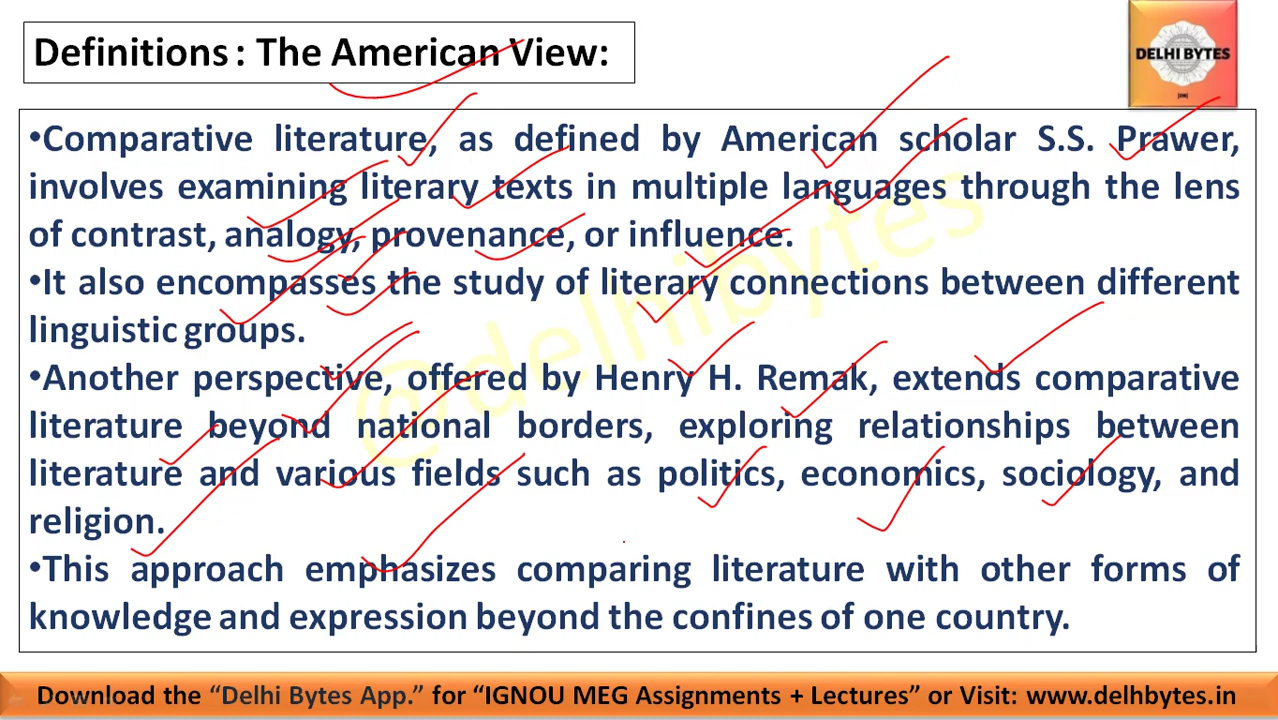 Definitions : The American View:
DELHI BYTES
[DB]
•Comparative literature, as defined by American scholar S.S. Prawer,
involves examining literary texts in multiple languages through the lens
of contrast, analogy, provenance, or influence.
•It also encompasses the study of literary connections between different
linguistic groups.
•Another perspective, offered by Henry H. Remak, extends comparative
literature beyond national borders, exploring relationships between
literature and various fields such as politics, economics, sociology, and
religion.
•This approach emphasizes comparing literature with other forms of
knowledge and expression beyond the confines of one country.
@delhibytes
Download the “Delhi Bytes App.” for “IGNOU MEG Assignments + Lectures” or Visit: www.delhbytes.in